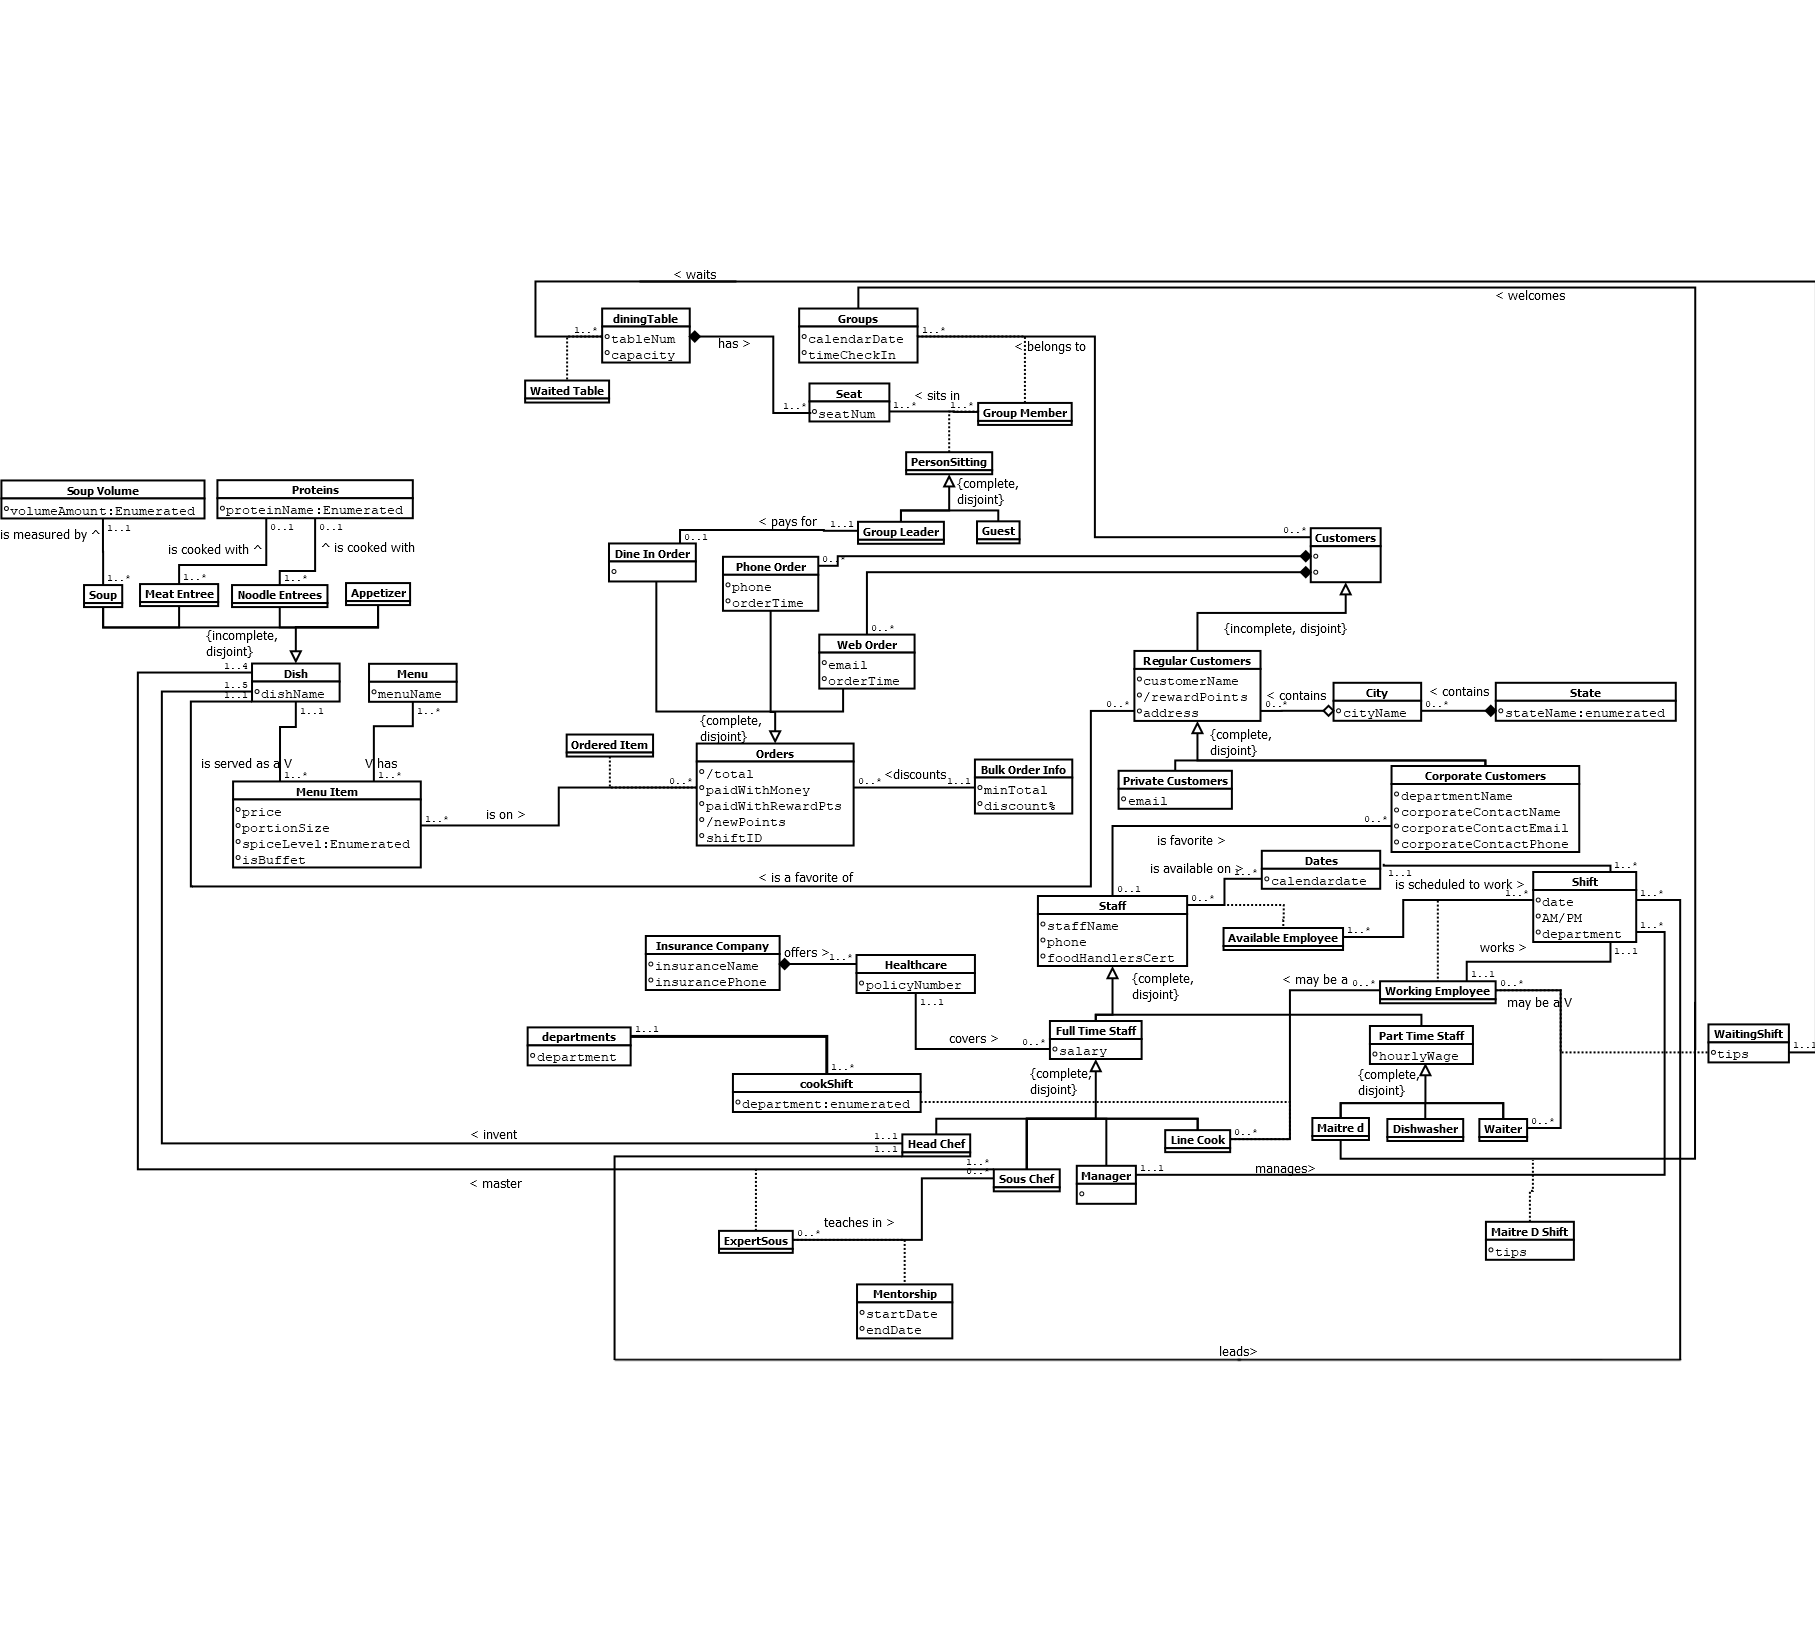 < waits
< welcomes
diningTable
tableNum
capacity
1..*
has >
Waited Table
Groups
calendarDate
timeCheckIn
1..*
< belongs to
Seat
seatNum
1..*
1..*
< sits in
1..*
Group Member
PersonSitting
{complete,
disjoint}
Group Leader
Guest
< pays for
1..1
0..1
Dine In Order
Phone Order
phone
orderTime
0..*
Web Order
email
orderTime
0..*
Customers
0..*
{incomplete, disjoint}
Soup Volume
volumeAmount:Enumerated
Proteins
proteinName:Enumerated
is measured by ^
1..1
0..1
0..1
is cooked with ^
^ is cooked with
1..*
1..*
1..*
Soup
Meat Entree
Noodle Entrees
Appetizer
{incomplete,
disjoint}
1..4
1..5
1..1
Dish
dishName
1..1
Menu
menuName
1..*
is served as a V
V has
1..*
1..*
Menu Item
price
portionSize
spiceLevel:Enumerated
isBuffet
1..*
is on >
Ordered Item
{complete,
disjoint}
Orders
/total
paidWithMoney
paidWithRewardPts
/newPoints
shiftID
0..*
0..*
<discounts
1..1
Bulk Order Info
minTotal
discount%
< is a favorite of
Regular Customers
customerName
/rewardPoints
address
0..*
0..*
< contains
City
cityName
0..*
< contains
State
stateName:enumerated
{complete,
disjoint}
Private Customers
email
Corporate Customers
departmentName
corporateContactName
corporateContactEmail
corporateContactPhone
0..*
is favorite >
0..1
is available on >
1..*
Dates
calendardate
1..1
1..*
is scheduled to work >
1..*
Shift
date
AM/PM
department
1..*
1..*
1..1
Staff
staffName
phone
foodHandlersCert
0..*
Available Employee
1..*
works >
1..1
Insurance Company
insuranceName
insurancePhone
offers >
1..*
Healthcare
policyNumber
1..1
covers >
0..*
{complete,
disjoint}
< may be a
0..*
Working Employee
0..*
may be a V
Full Time Staff
salary
Part Time Staff
hourlyWage
WaitingShift
tips
1..1
departments
department
1..1
1..*
cookShift
department:enumerated
{complete,
disjoint}
{complete,
disjoint}
Maitre d
Dishwasher
Waiter
0..*
< invent
1..1
1..1
Head Chef
Line Cook
0..*
1..*
0..*
Sous Chef
Manager
1..1
manages>
< master
teaches in >
ExpertSous
0..*
Maitre D Shift
tips
Mentorship
startDate
endDate
leads>